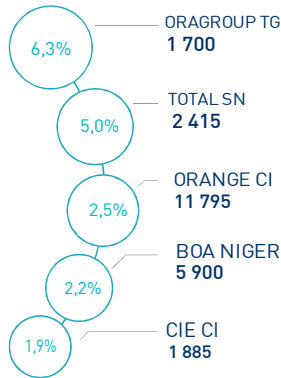 6,3%
ORAGROUP TG
1 700
5,0%
TOTAL SN
2 415
2,5%
ORANGE CI
11 795
2,2%
BOA NIGER
5 900
1,9%
CIE CI
1 885